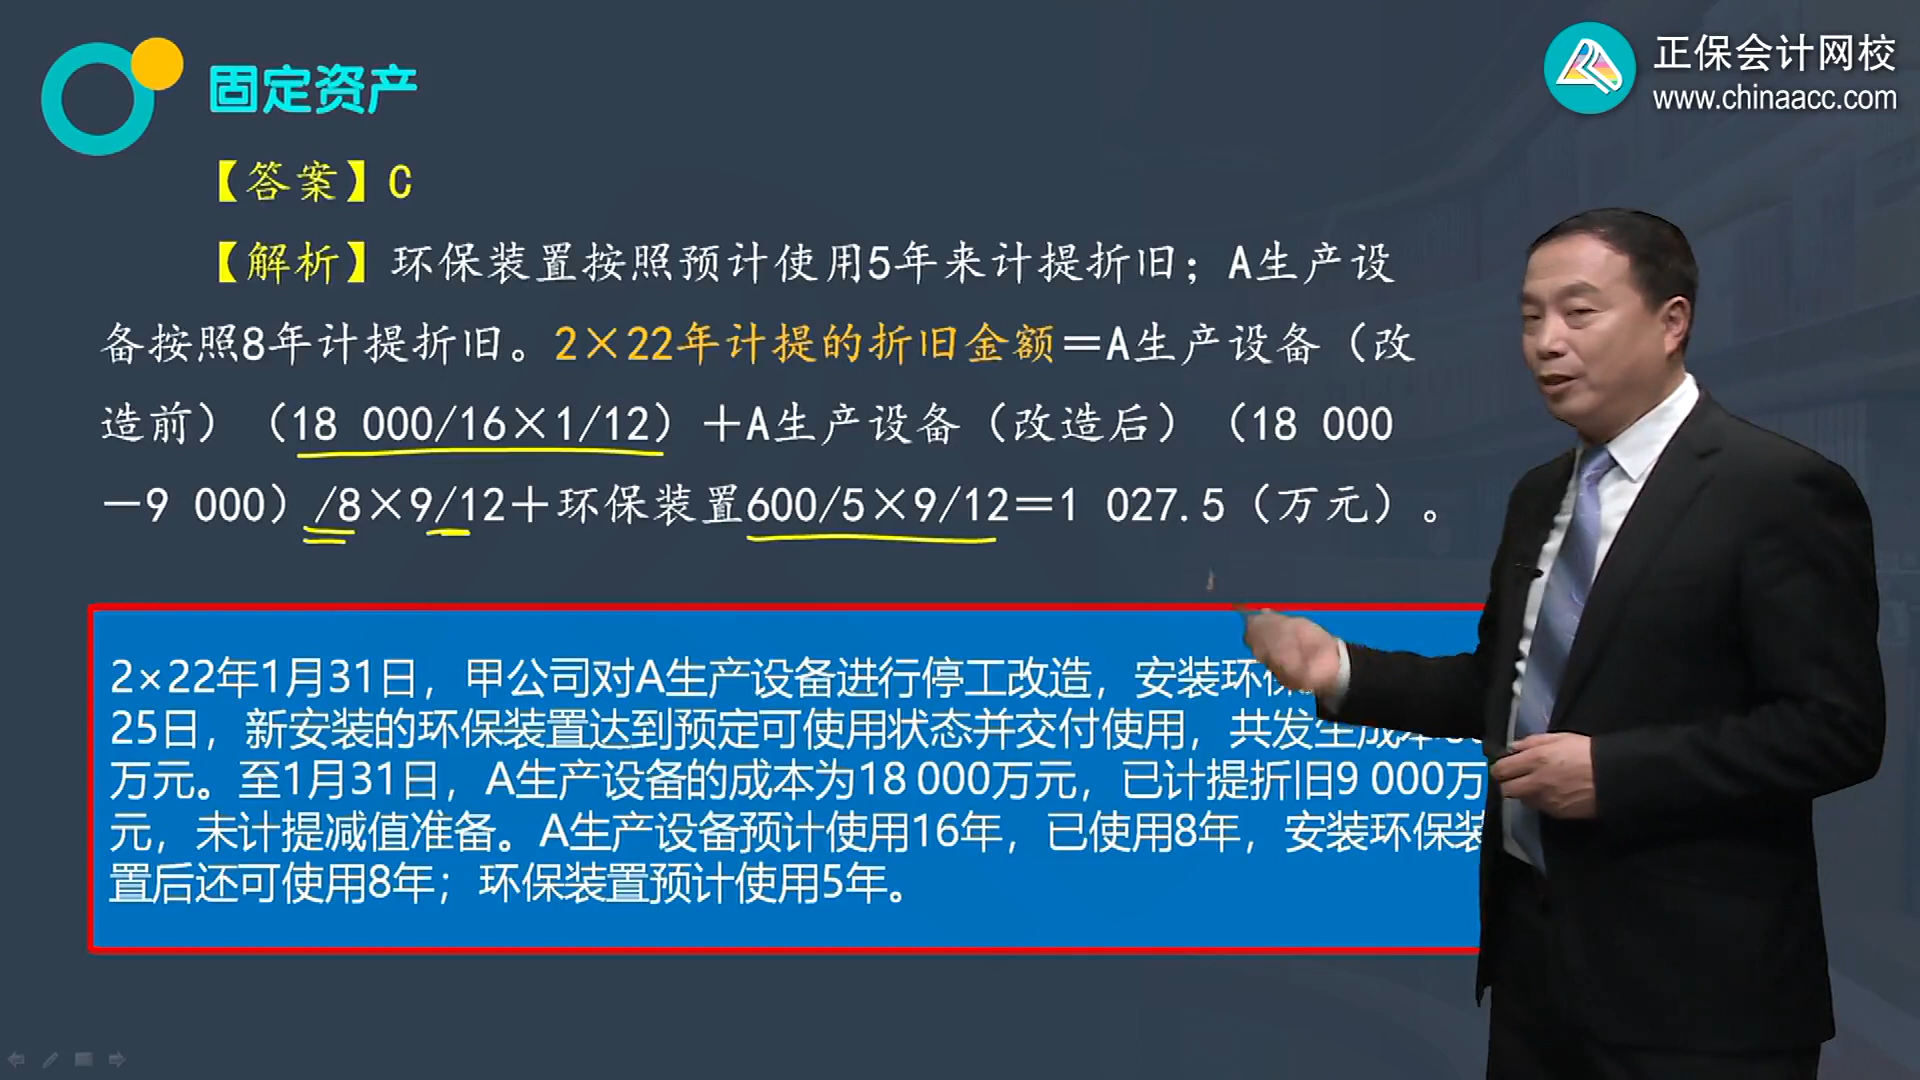 固定资产
正保会计网校
www.chinaacc.com
【答案】C
【解析】环保装置按照预计使用5年来计提折旧；A生产设
备按照8年计提折旧。2×22年计提的折旧金额＝A生产设备（改
造前）（18 000/16×1/12）＋A生产设备（改造后）（18 000
－9 000）/8×9/12＋环保装置600/5×9/12＝1 027.5（万元）。
2×22年1月31日，甲公司对A生产设备进行停工改造，安装环保
25日，新安装的环保装置达到预定可使用状态并交付使用，共发生成本
万元。至1月31日，A生产设备的成本为18 000万元，已计提折旧9 000万
元，未计提减值准备。A生产设备预计使用16年，已使用8年，安装环保装
置后还可使用8年；环保装置预计使用5年。